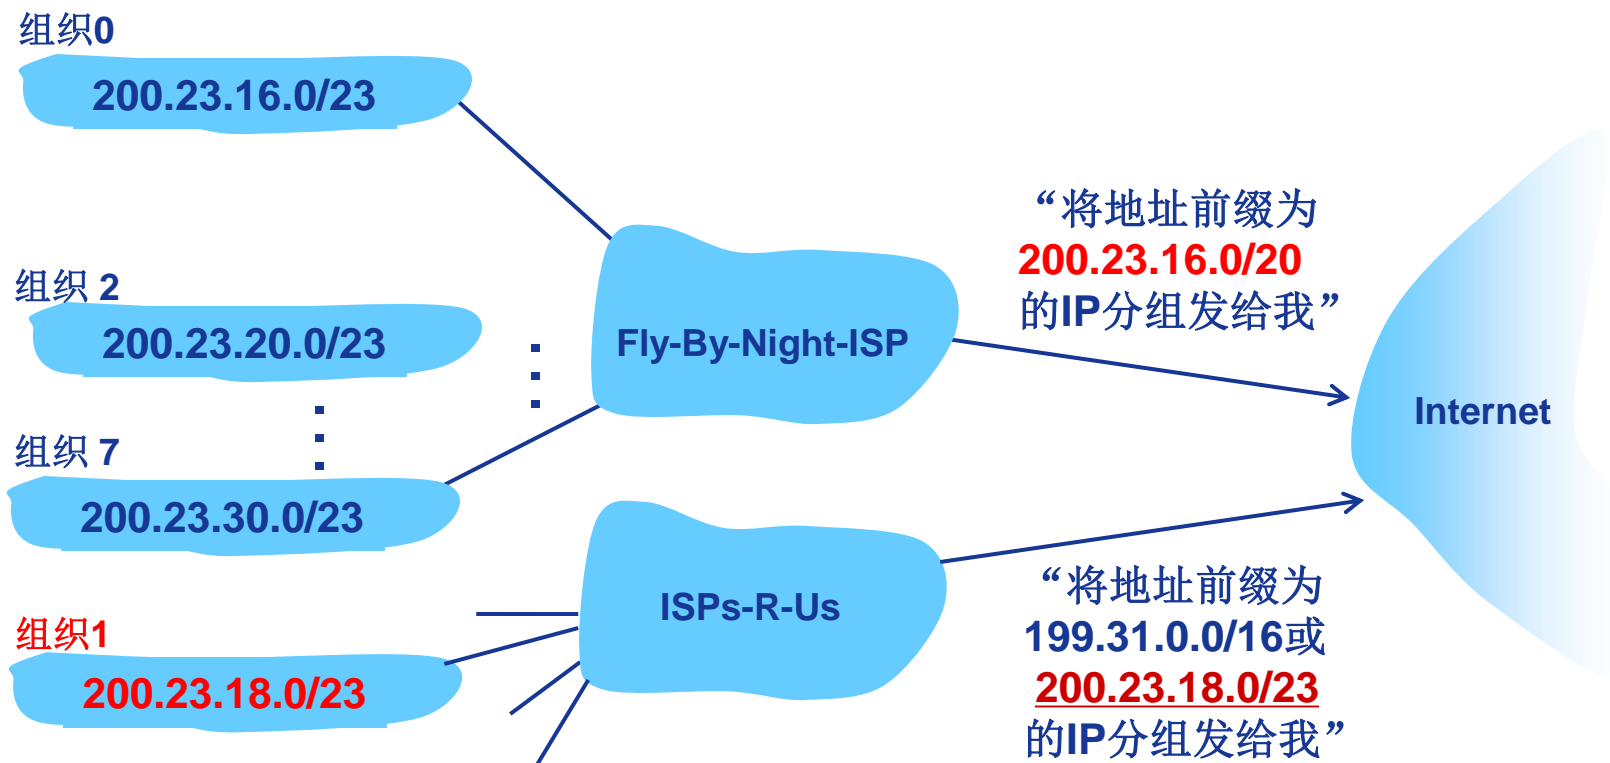 组织0
200.23.16.0/23
组织 2
200.23.20.0/23
组织 7
200.23.30.0/23
组织1
200.23.18.0/23
Fly-By-Night-ISP
ISPs-R-Us
“将地址前缀为
200.23.16.0/20
的IP分组发给我”
“将地址前缀为
199.31.0.0/16或
200.23.18.0/23
的IP分组发给我”
Internet